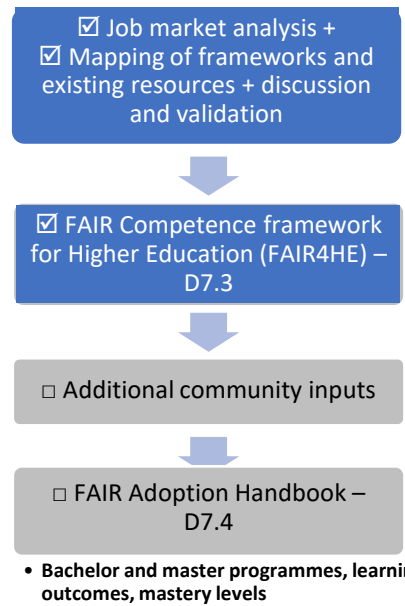 ☑ Job market analysis +
☑ Mapping of frameworks and
existing resources + discussion
and validation
☑ FAIR Competence framework
for Higher Education (FAIR4HE) –
D7.3
□ Additional community inputs
□ FAIR Adoption Handbook –
D7.4
• Bachelor and master programmes, learni
outcomes, mastery levels